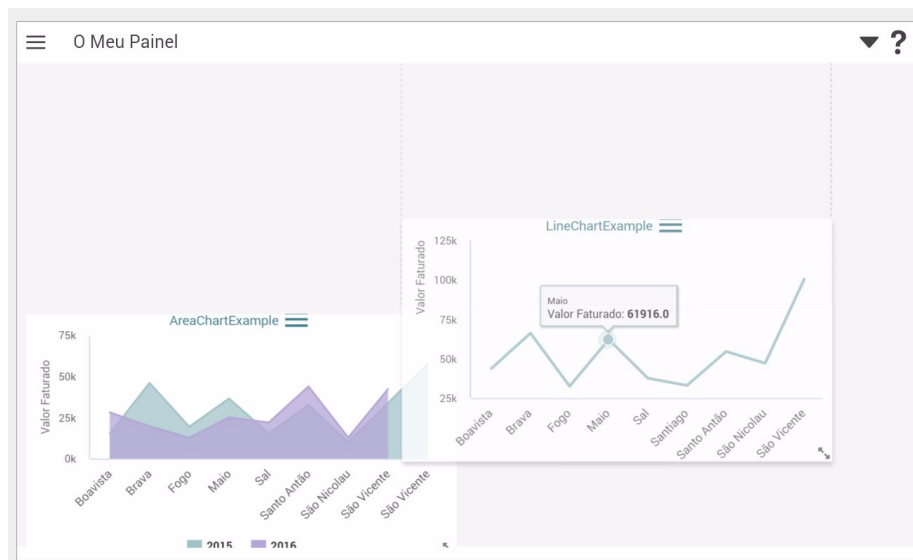 O Meu Painel
?
LineChartExample
Valor Faturado
125k
100k
75k
50k
25k
Maio
Valor Faturado: 61916.0
Boavista
Brava
Fogo
Maio
Sal
Santiago
Santo Antão
São Nicolau
São Vicente
AreaChartExample
Valor Faturado
75k
50k
25k
0k
Boavista
Brava
Fogo
Maio
Sal
Santo Antão
São Nicolau
São Vicente
São Vicente
2015 2016